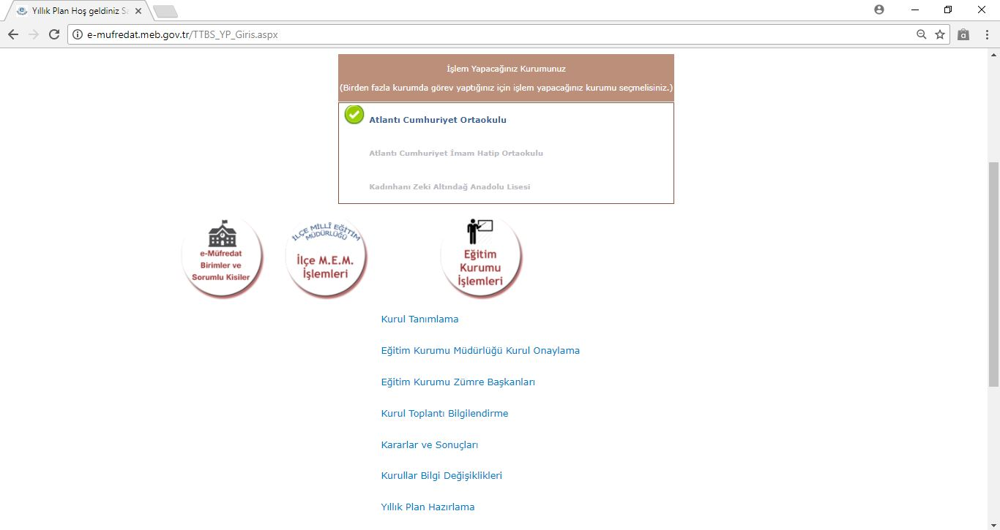 Yıllık Plan Hoş geldiniz Sa
e-mufredat.meb.gov.tr/TTBS_YP_Giris.aspx
İşlem Yapacağınız Kurumunuz
(Birden fazla kurumda görev yaptığınız için işlem yapacağınız kurumu seçmelisiniz.)
Atlantı Cumhuriyet Ortaokulu
Atlantı Cumhuriyet İmam Hatip Ortaokulu
Kadınhanı Zeki Altındağ Anadolu Lisesi
e-Müfredat
Birimler ve
Sorumlu Kisiler
İLÇE MİLLÎ EĞİTİM
MÜDÜRLÜĞÜ
İlçe M.E.M.
İşlemleri
Eğitim
Kurumu
İşlemleri
Kurul Tanımlama
Eğitim Kurumu Müdürlüğü Kurul Onaylama
Eğitim Kurumu Zümre Başkanları
Kurul Toplantı Bilgilendirme
Kararlar ve Sonuçları
Kurullar Bilgi Değişiklikleri
Yıllık Plan Hazırlama